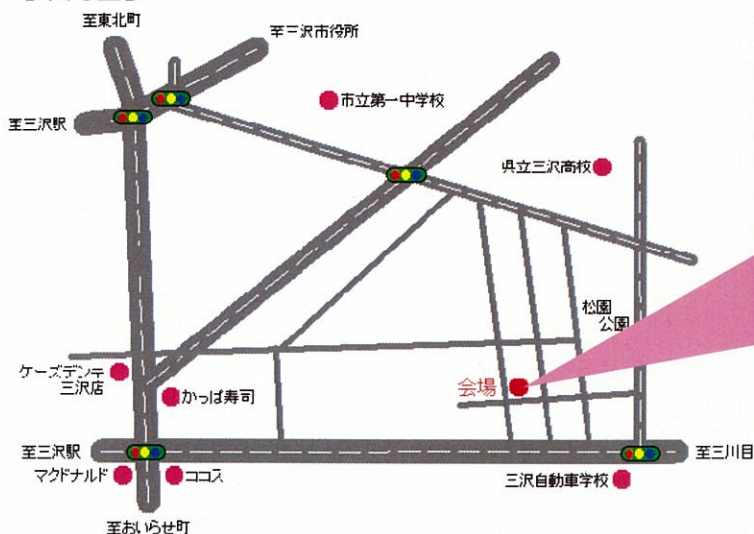 至東北町
至三沢市役所
市立第一中学校
至三沢駅
県立三沢高校
松園
公園
ケーズデンキ
三沢店
かっぱ寿司
会場
至三沢駅
至三川目
マクドナルド
ココス
三沢自動車学校
至おいらせ町